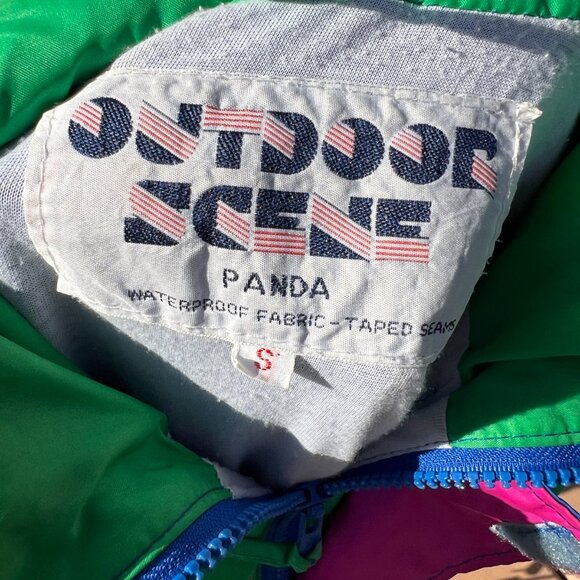 OUTDOOR
SCENE
PANDA
WATERPROOF FABRIC-TAPED SEAMS
S